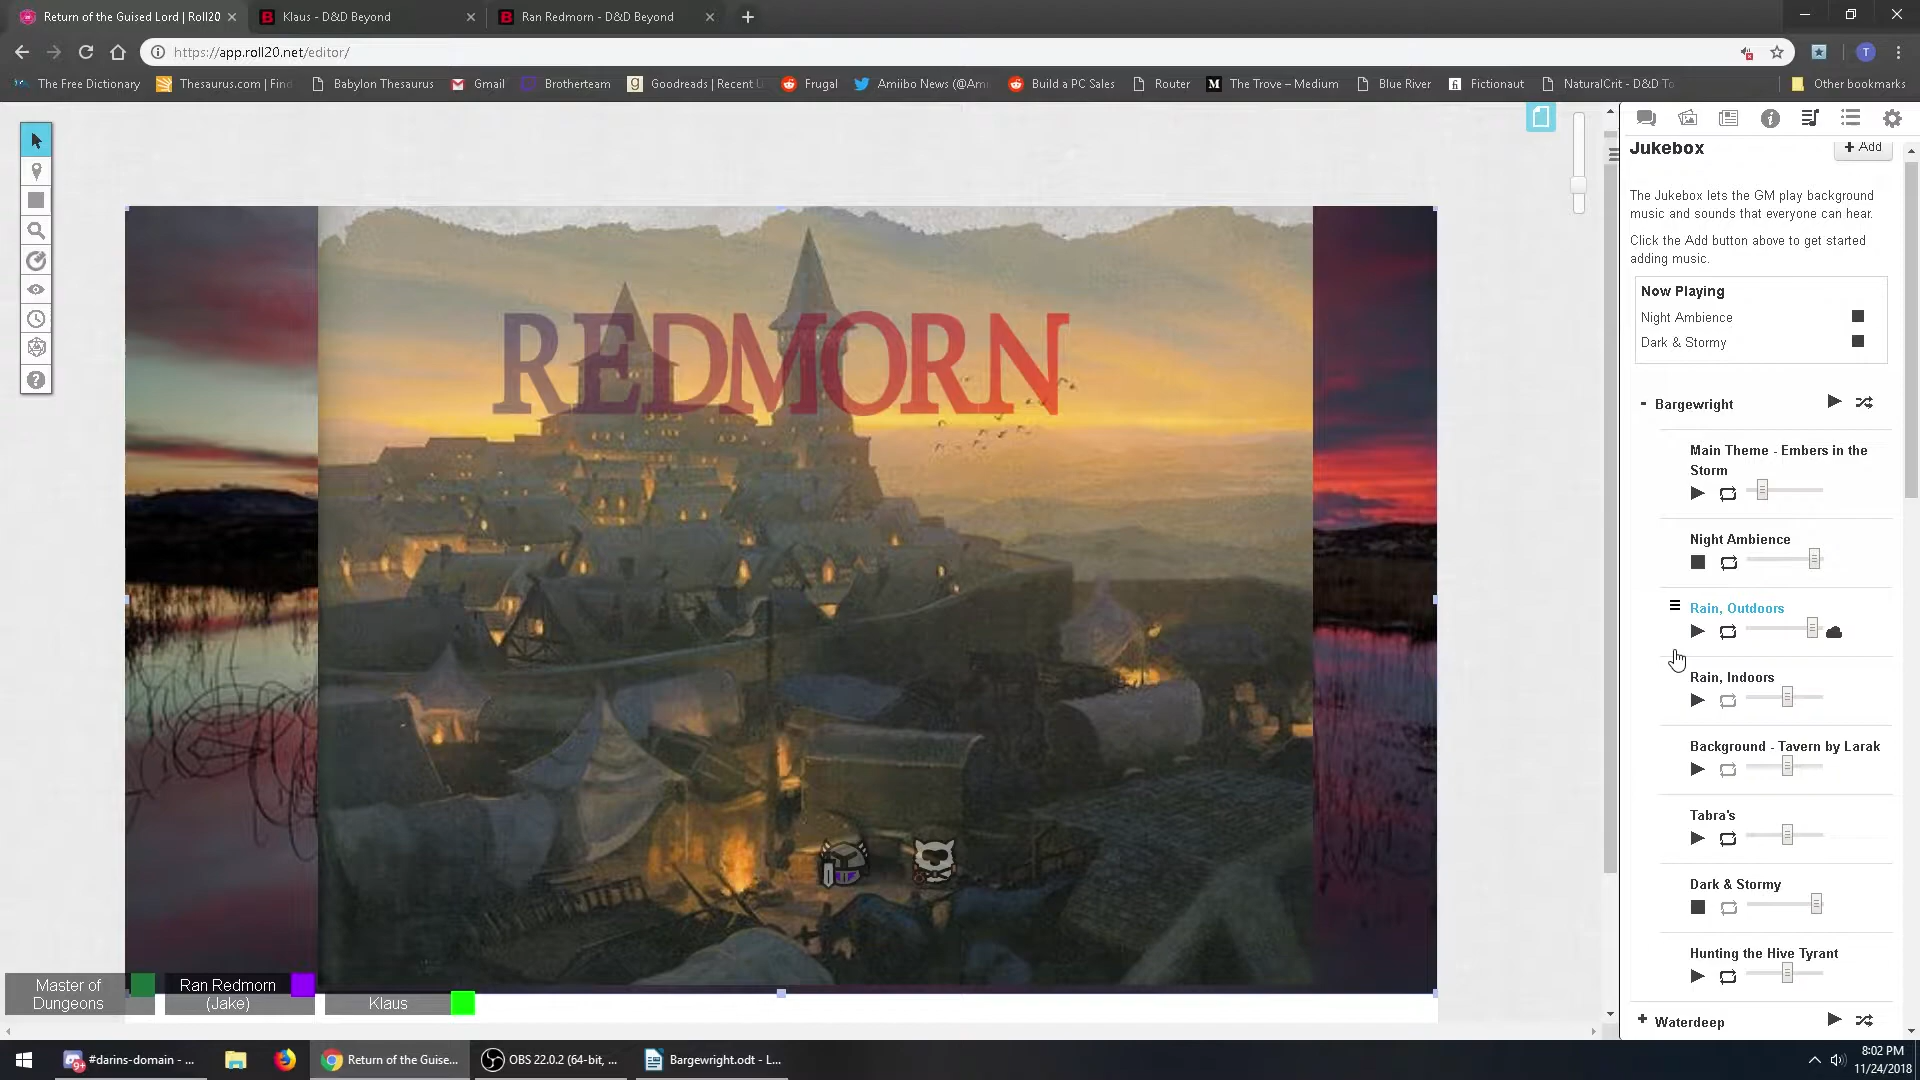 Return of the Guised Lord | Roll20
Klaus - D&D Beyond
Ran Redmorn - D&D Beyond
https://app.roll20.net/editor/
The Free Dictionary
Thesaurus.com | Find
Babylon Thesaurus
Gmail
Brotherteam
Goodreads | Recent U
Frugal
Amiibo News (@Ami
Build a PC Sales
Router
The Trove – Medium
Blue River
Fictionaut
NaturalCrit - D&D To
Other bookmarks
T
Jukebox
+ Add
The Jukebox lets the GM play background
music and sounds that everyone can hear.
Click the Add button above to get started
adding music.
Now Playing
Night Ambience
Dark & Stormy
REDMORN
- Bargewright
Main Theme - Embers in the
Storm
Night Ambience
Rain, Outdoors
Rain, Indoors
Background - Tavern by Larak
Tabra's
Dark & Stormy
Hunting the Hive Tyrant
+ Waterdeep
Master of
Dungeons
Ran Redmorn
(Jake)
Klaus
9+
#darins-domain - ...
Return of the Guise...
OBS 22.0.2 (64-bit, ...
Bargewright.odt - L...
8:02 PM
11/24/2018